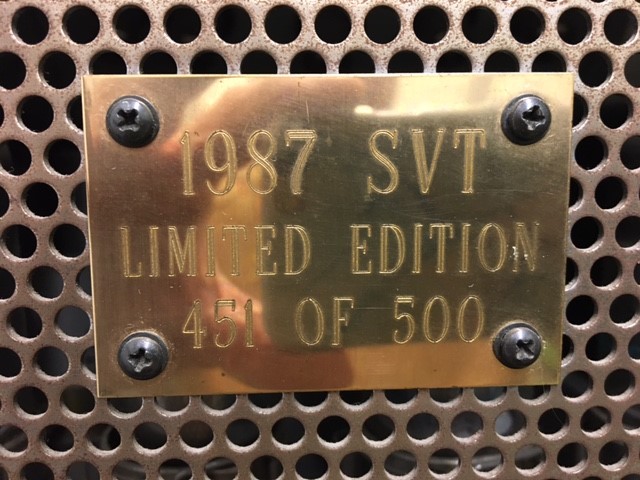 1987 SVT
LIMITED EDITION
451 OF 500